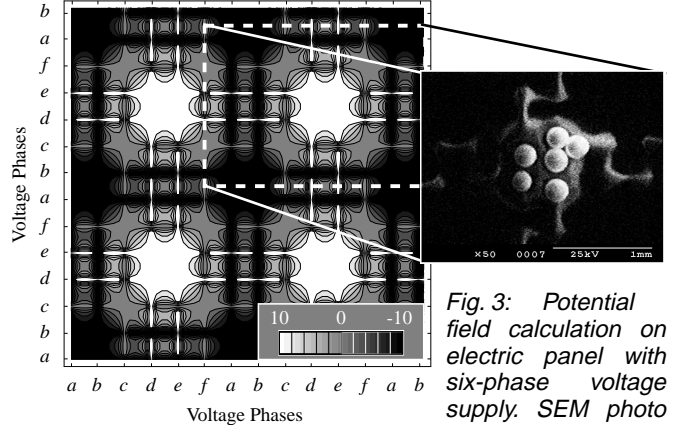 b
a
f
e
d
c
b
a
f
e
d
c
b
a
Voltage Phases
10 0 -10
a b c d e f a b c d e f a b
Voltage Phases
×50 0007 25kV 1mm
Fig. 3: Potential
field calculation on
electric panel with
six-phase voltage
supply. SEM photo